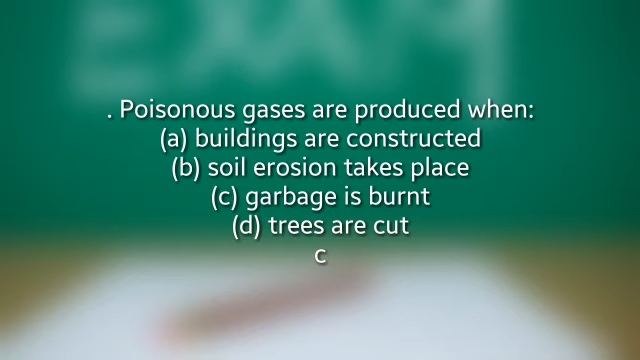 . Poisonous gases are produced when:
(a) buildings are constructed
(b) soil erosion takes place
(c) garbage is burnt
(d) trees are cut
c